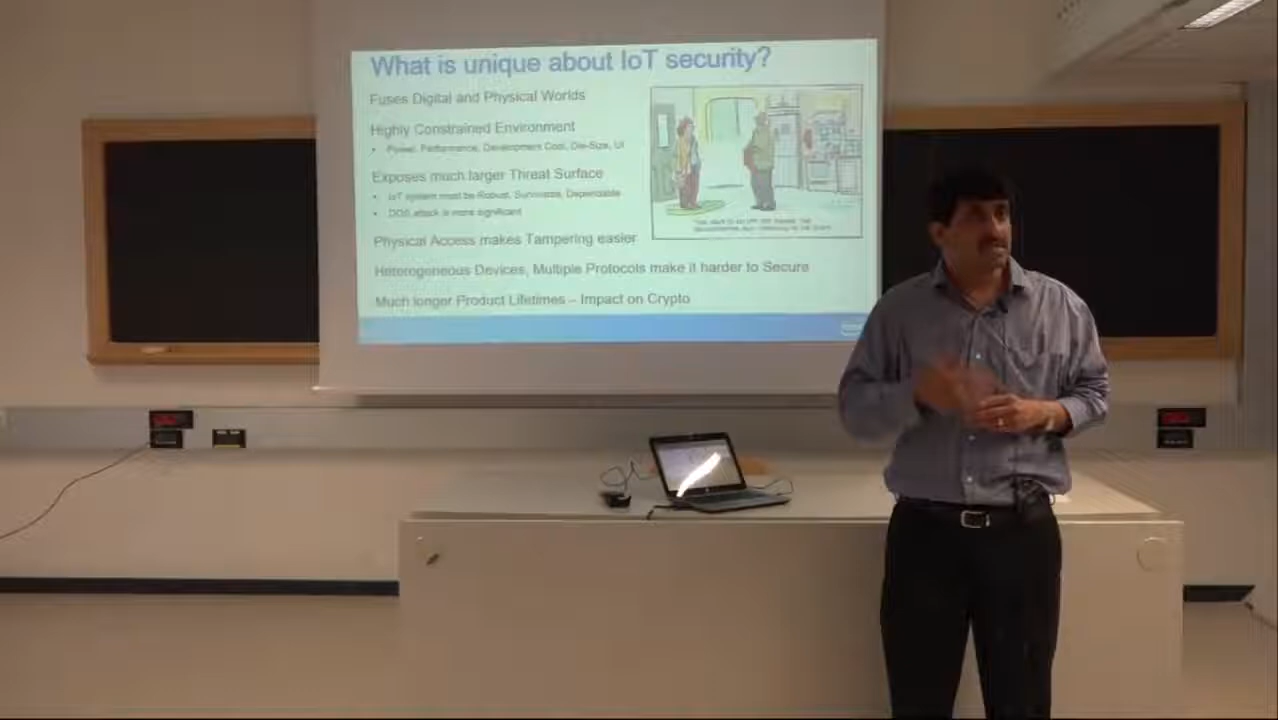 What is unique about IoT security?
Fuses Digital and Physical Worlds
Highly Constrained Environment
• Power, Performance, Development Cost, Die-Size, UI
Exposes much larger Threat Surface
• IoT system must be Robust, Survivable, Dependable
• DOS attack is more significant
Physical Access makes Tampering easier
Heterogeneous Devices, Multiple Protocols make it harder to Secure
Much longer Product Lifetimes – Impact on Crypto